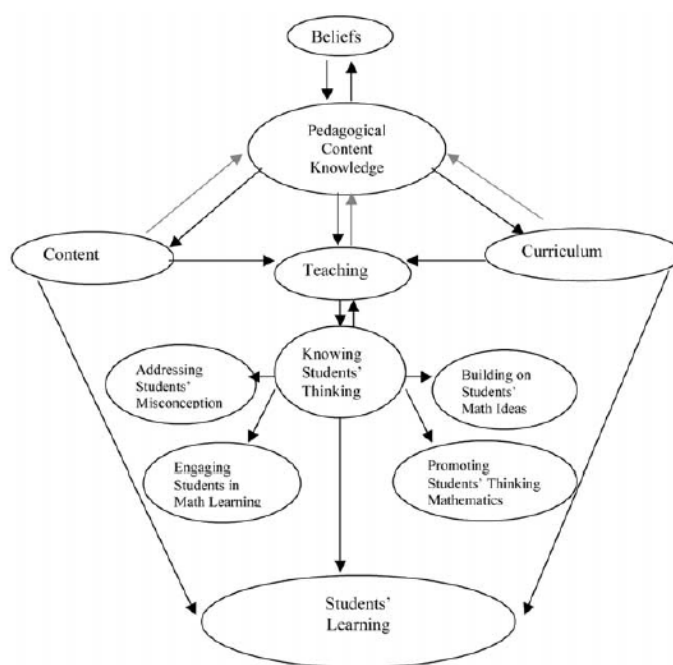 Beliefs
Pedagogical
Content
Knowledge
Content
Teaching
Curriculum
Knowing
Students'
Thinking
Addressing
Students'
Misconception
Building on
Students'
Math Ideas
Engaging
Students in
Math Learning
Promoting
Students' Thinking
Mathematics
Students'
Learning